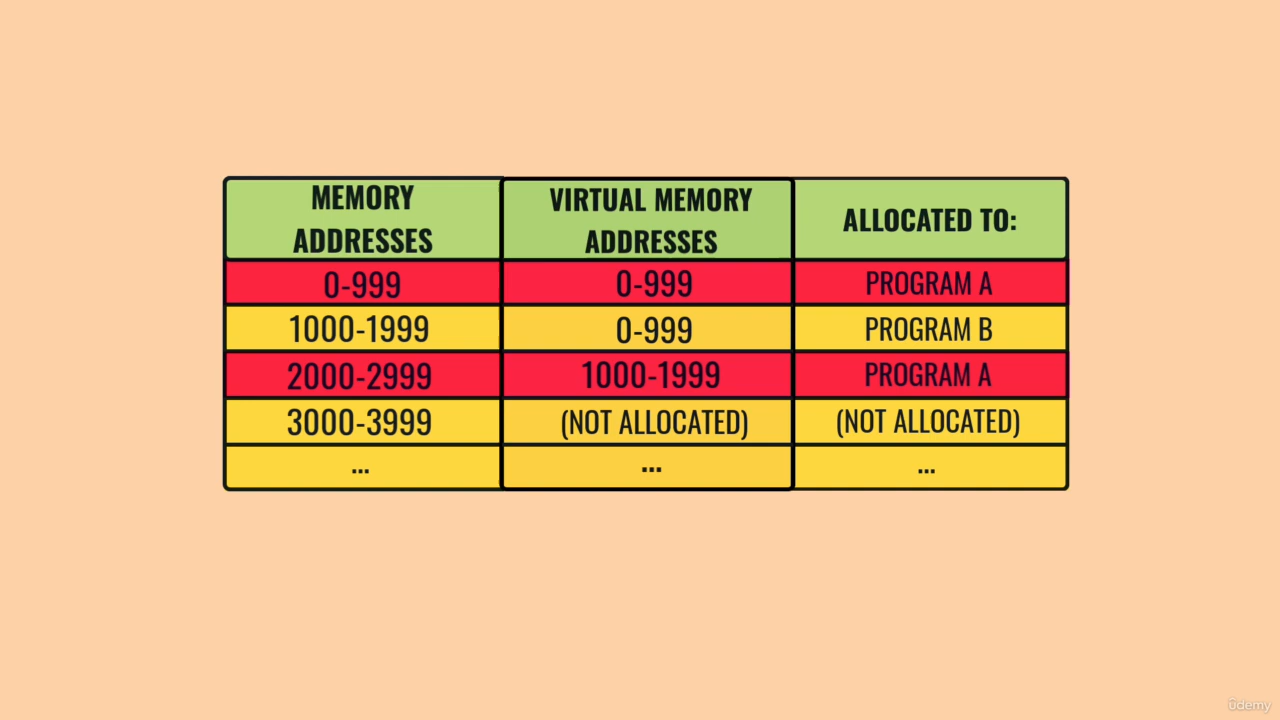 MEMORY
ADDRESSES
VIRTUAL MEMORY
ADDRESSES
ALLOCATED TO:
0-999
0-999
PROGRAM A
1000-1999
0-999
PROGRAM B
2000-2999
1000-1999
PROGRAM A
3000-3999
(NOT ALLOCATED)
(NOT ALLOCATED)
...
...
...
ûdemy